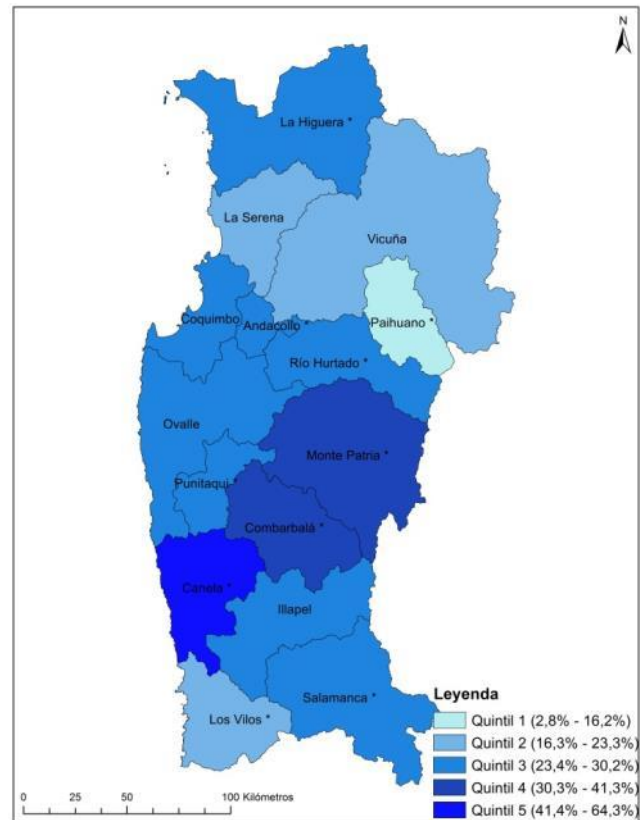 N
La Higuera *
La Serena
Vicuña
Coquimbo
Andacollo *
Paihuano *
Río Hurtado *
Ovalle
Monte Patria *
Punitaqui *
Combarbalá *
Canela *
Illapel
Salamanca *
Los Vilos *
Leyenda
Quintil 1 (2,8% - 16,2%)
Quintil 2 (16,3% - 23,3%)
Quintil 3 (23,4% - 30,2%)
Quintil 4 (30,3% - 41,3%)
Quintil 5 (41,4% - 64,3%)
0 25 50 100 Kilómetros